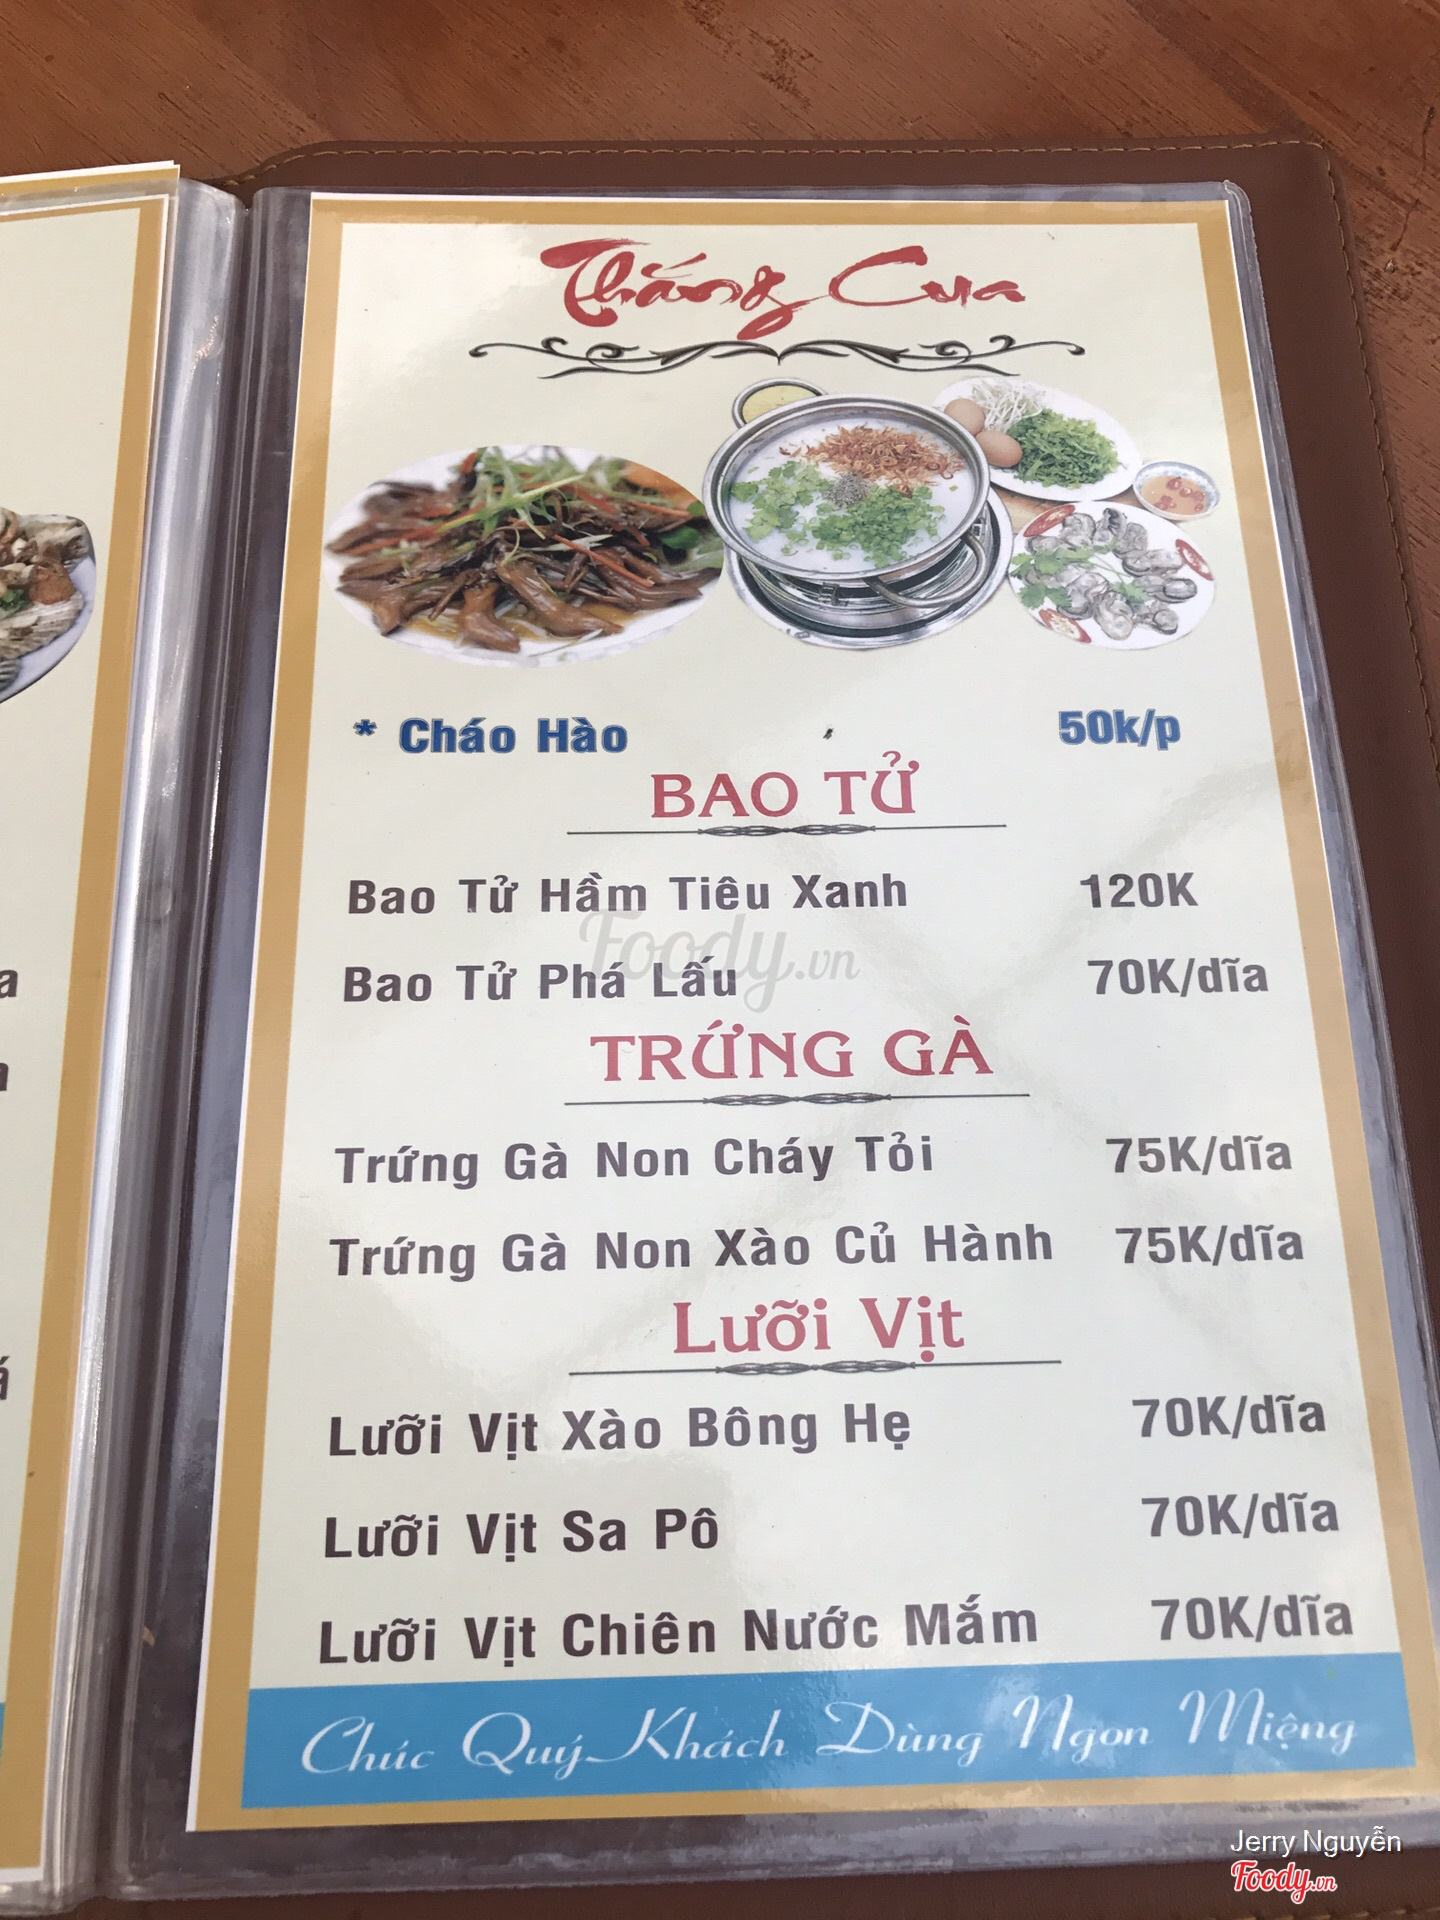 Thắng Cua
* Cháo Hào 50k/p
BAO TỬ
Bao Tử Hầm Tiêu Xanh 120K
Bao Tử Phá Lấu 70K/dĩa
Foody.vn
TRỨNG GÀ
Trứng Gà Non Cháy Tỏi 75K/dĩa
Trứng Gà Non Xào Củ Hành 75K/dĩa
Lưỡi Vịt
Lưỡi Vịt Xào Bông Hẹ 70K/dĩa
Lưỡi Vịt Sa Pô 70K/dĩa
Lưỡi Vịt Chiên Nước Mắm 70K/dĩa
Chúc Quý Khách Dùng Ngon Miệng
Jerry Nguyễn
Foody.vn